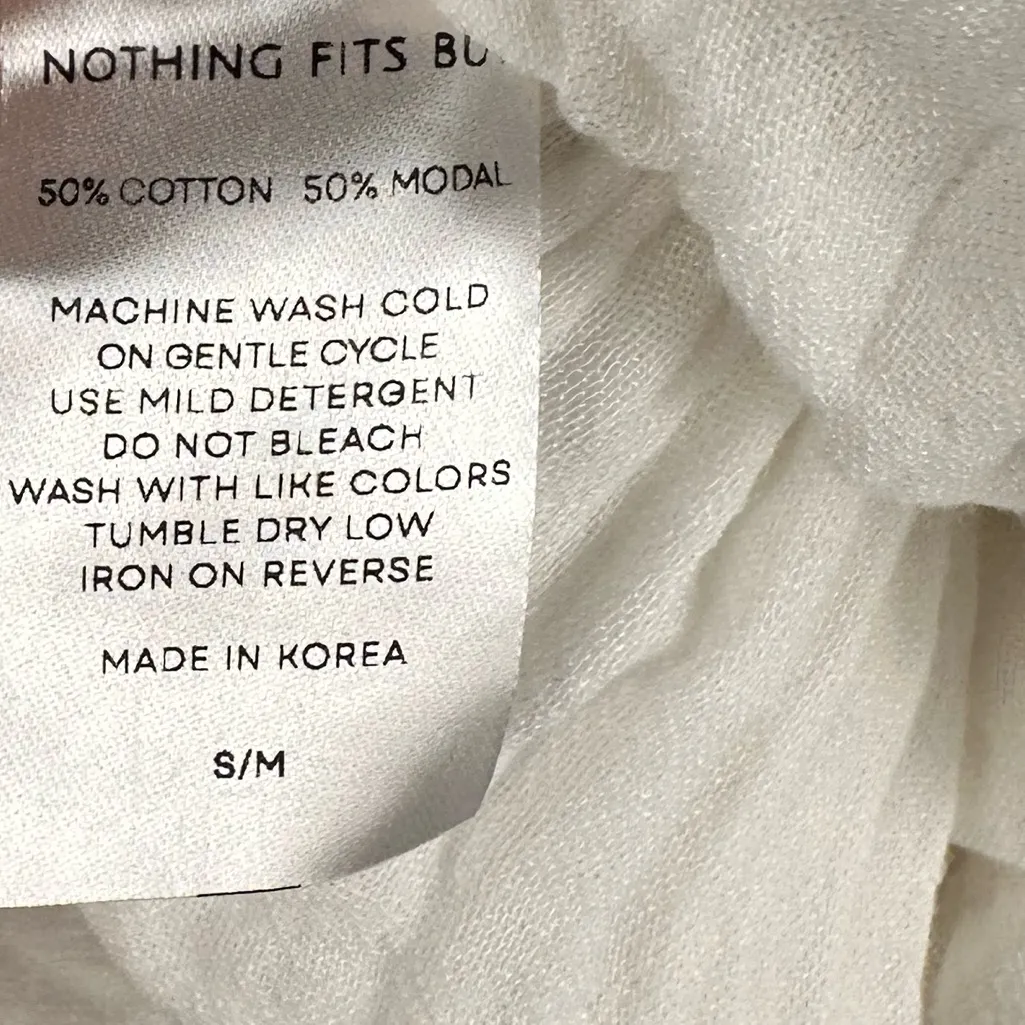 NOTHING FITS
50% COTTON 50% MODAL
MACHINE WASH COLD
ON GENTLE CYCLE
USE MILD DETERGENT
DO NOT BLEACH
WASH WITH LIKE COLORS
TUMBLE DRY LOW
IRON ON REVERSE
MADE IN KOREA
S/M